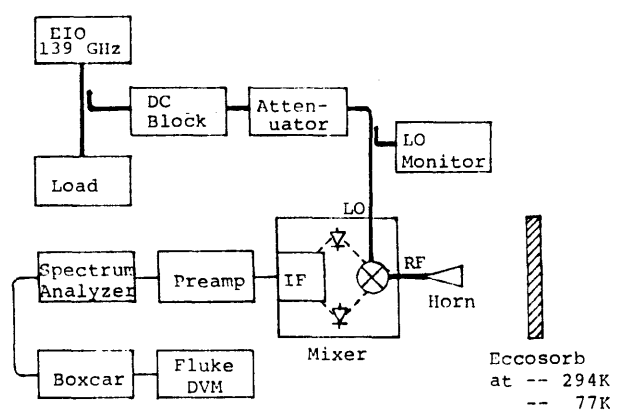 EIO
139 GHz
DC
Block
Atten-
uator
LO
Monitor
Load
LO
Spectrum
Analyzer
Preamp
IF
RF
Horn
Mixer
Boxcar
Fluke
DVM
Eccosorb
at -- 294K
-- 77K